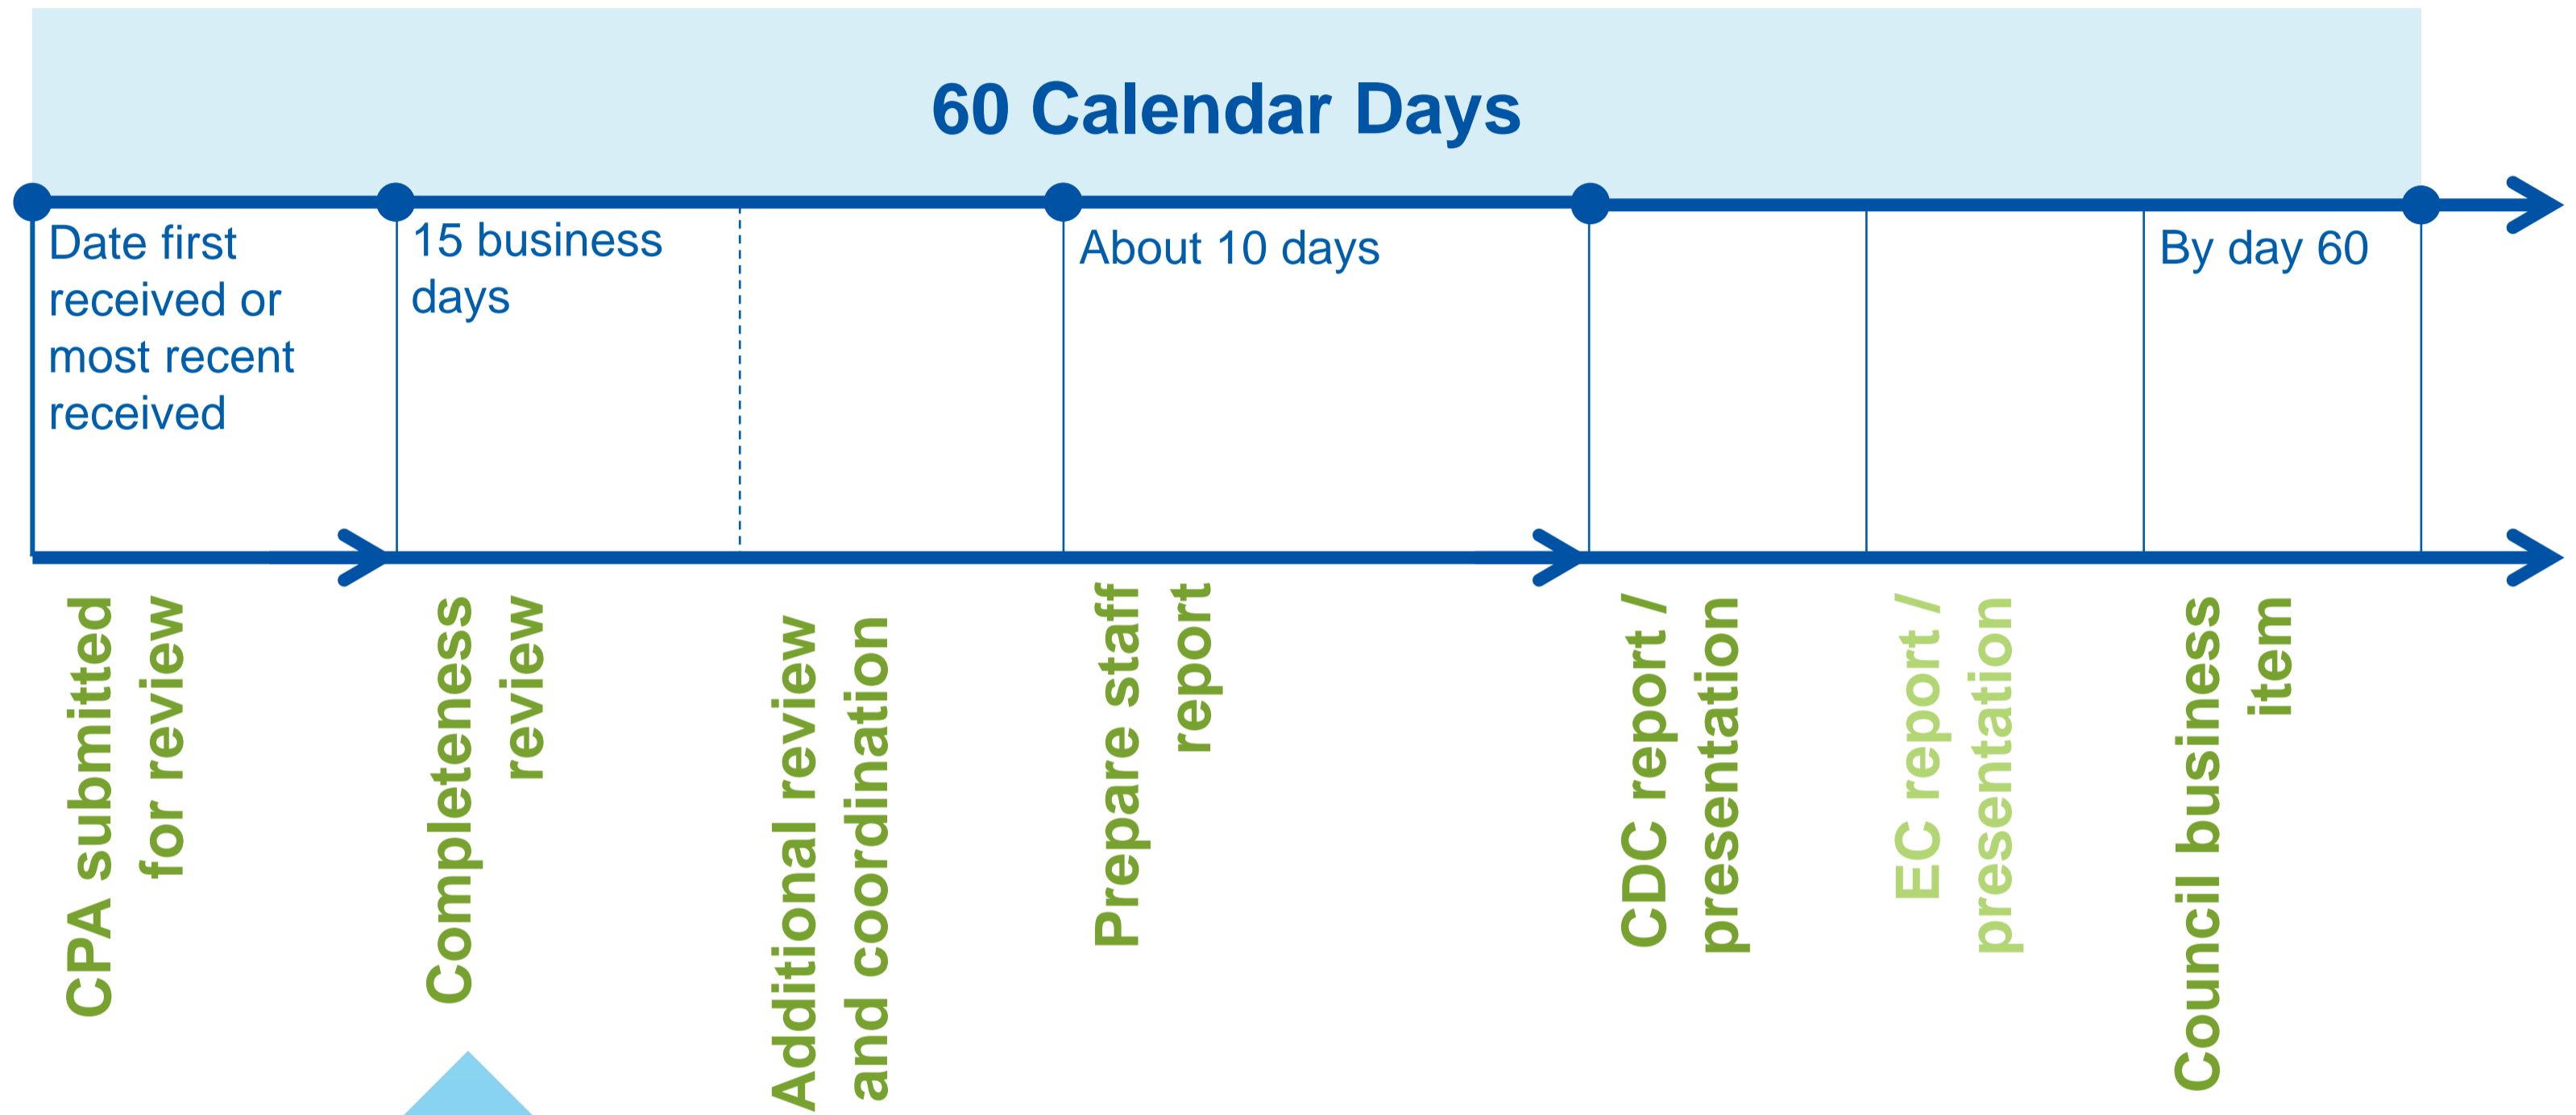 60 Calendar Days
Date first
received or
most recent
received
15 business
days
About 10 days
By day 60
CPA submitted
for review
Completeness
review
Additional review
and coordination
Prepare staff
report
CDC report /
presentation
EC report /
presentation
Council business
item